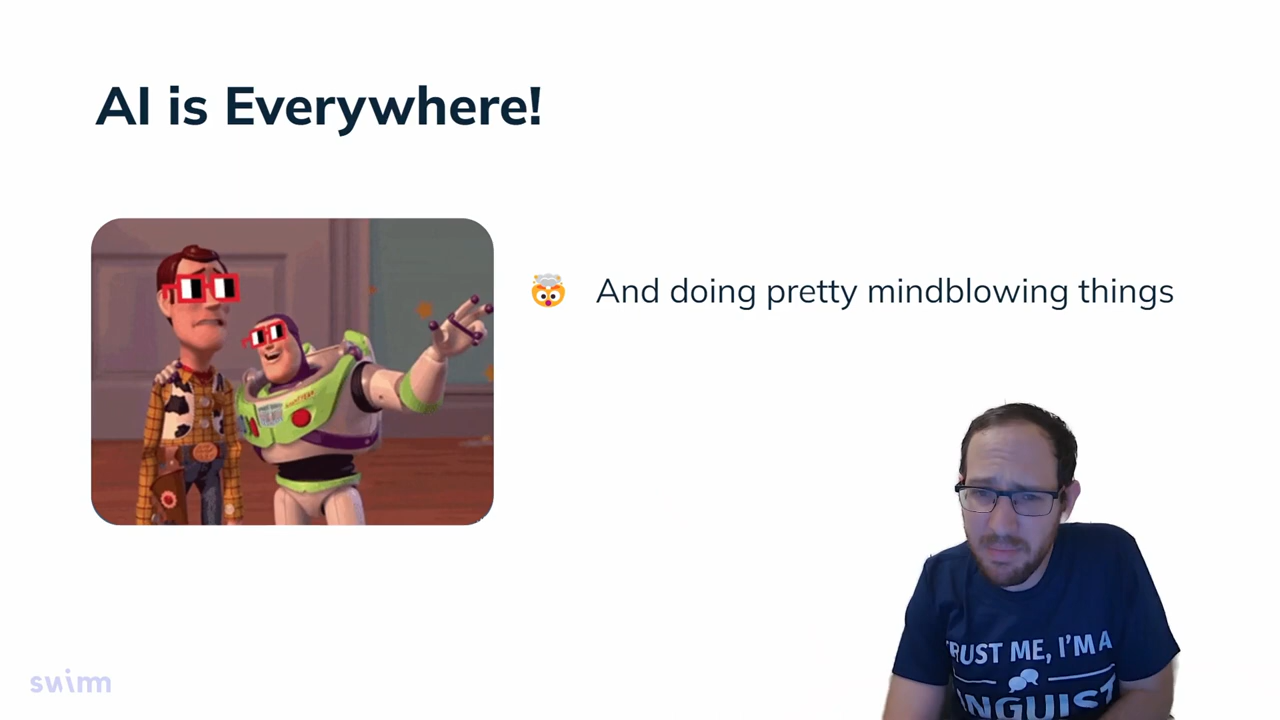 AI is Everywhere!
🤯 And doing pretty mindblowing things
RUST ME, I'M A
NGUIST
swimm